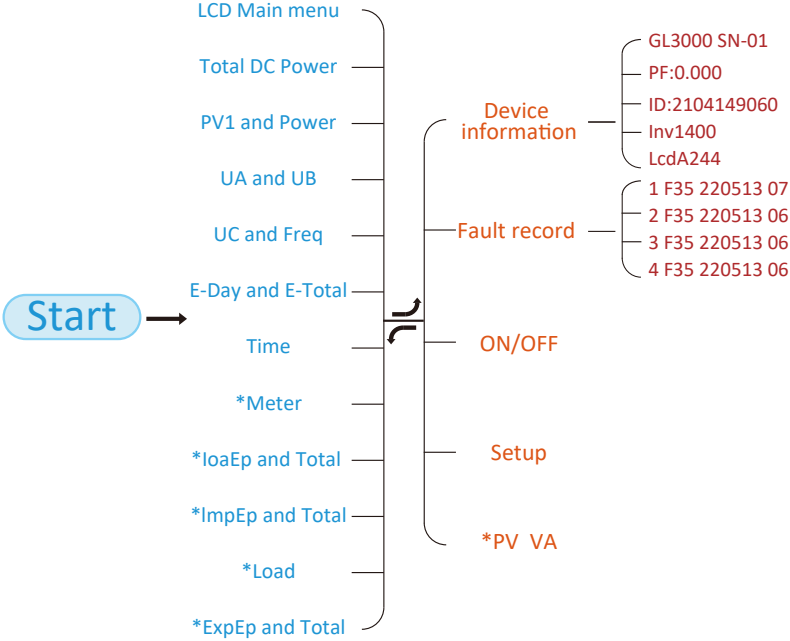 Start
LCD Main menu
Total DC Power
PV1 and Power
UA and UB
UC and Freq
E-Day and E-Total
Time
*Meter
*IoaEp and Total
*ImpEp and Total
*Load
*ExpEp and Total
Device
information
Fault record
ON/OFF
Setup
*PV VA
GL3000 SN-01
PF:0.000
ID:2104149060
Inv1400
LcdA244
1 F35 220513 07
2 F35 220513 06
3 F35 220513 06
4 F35 220513 06